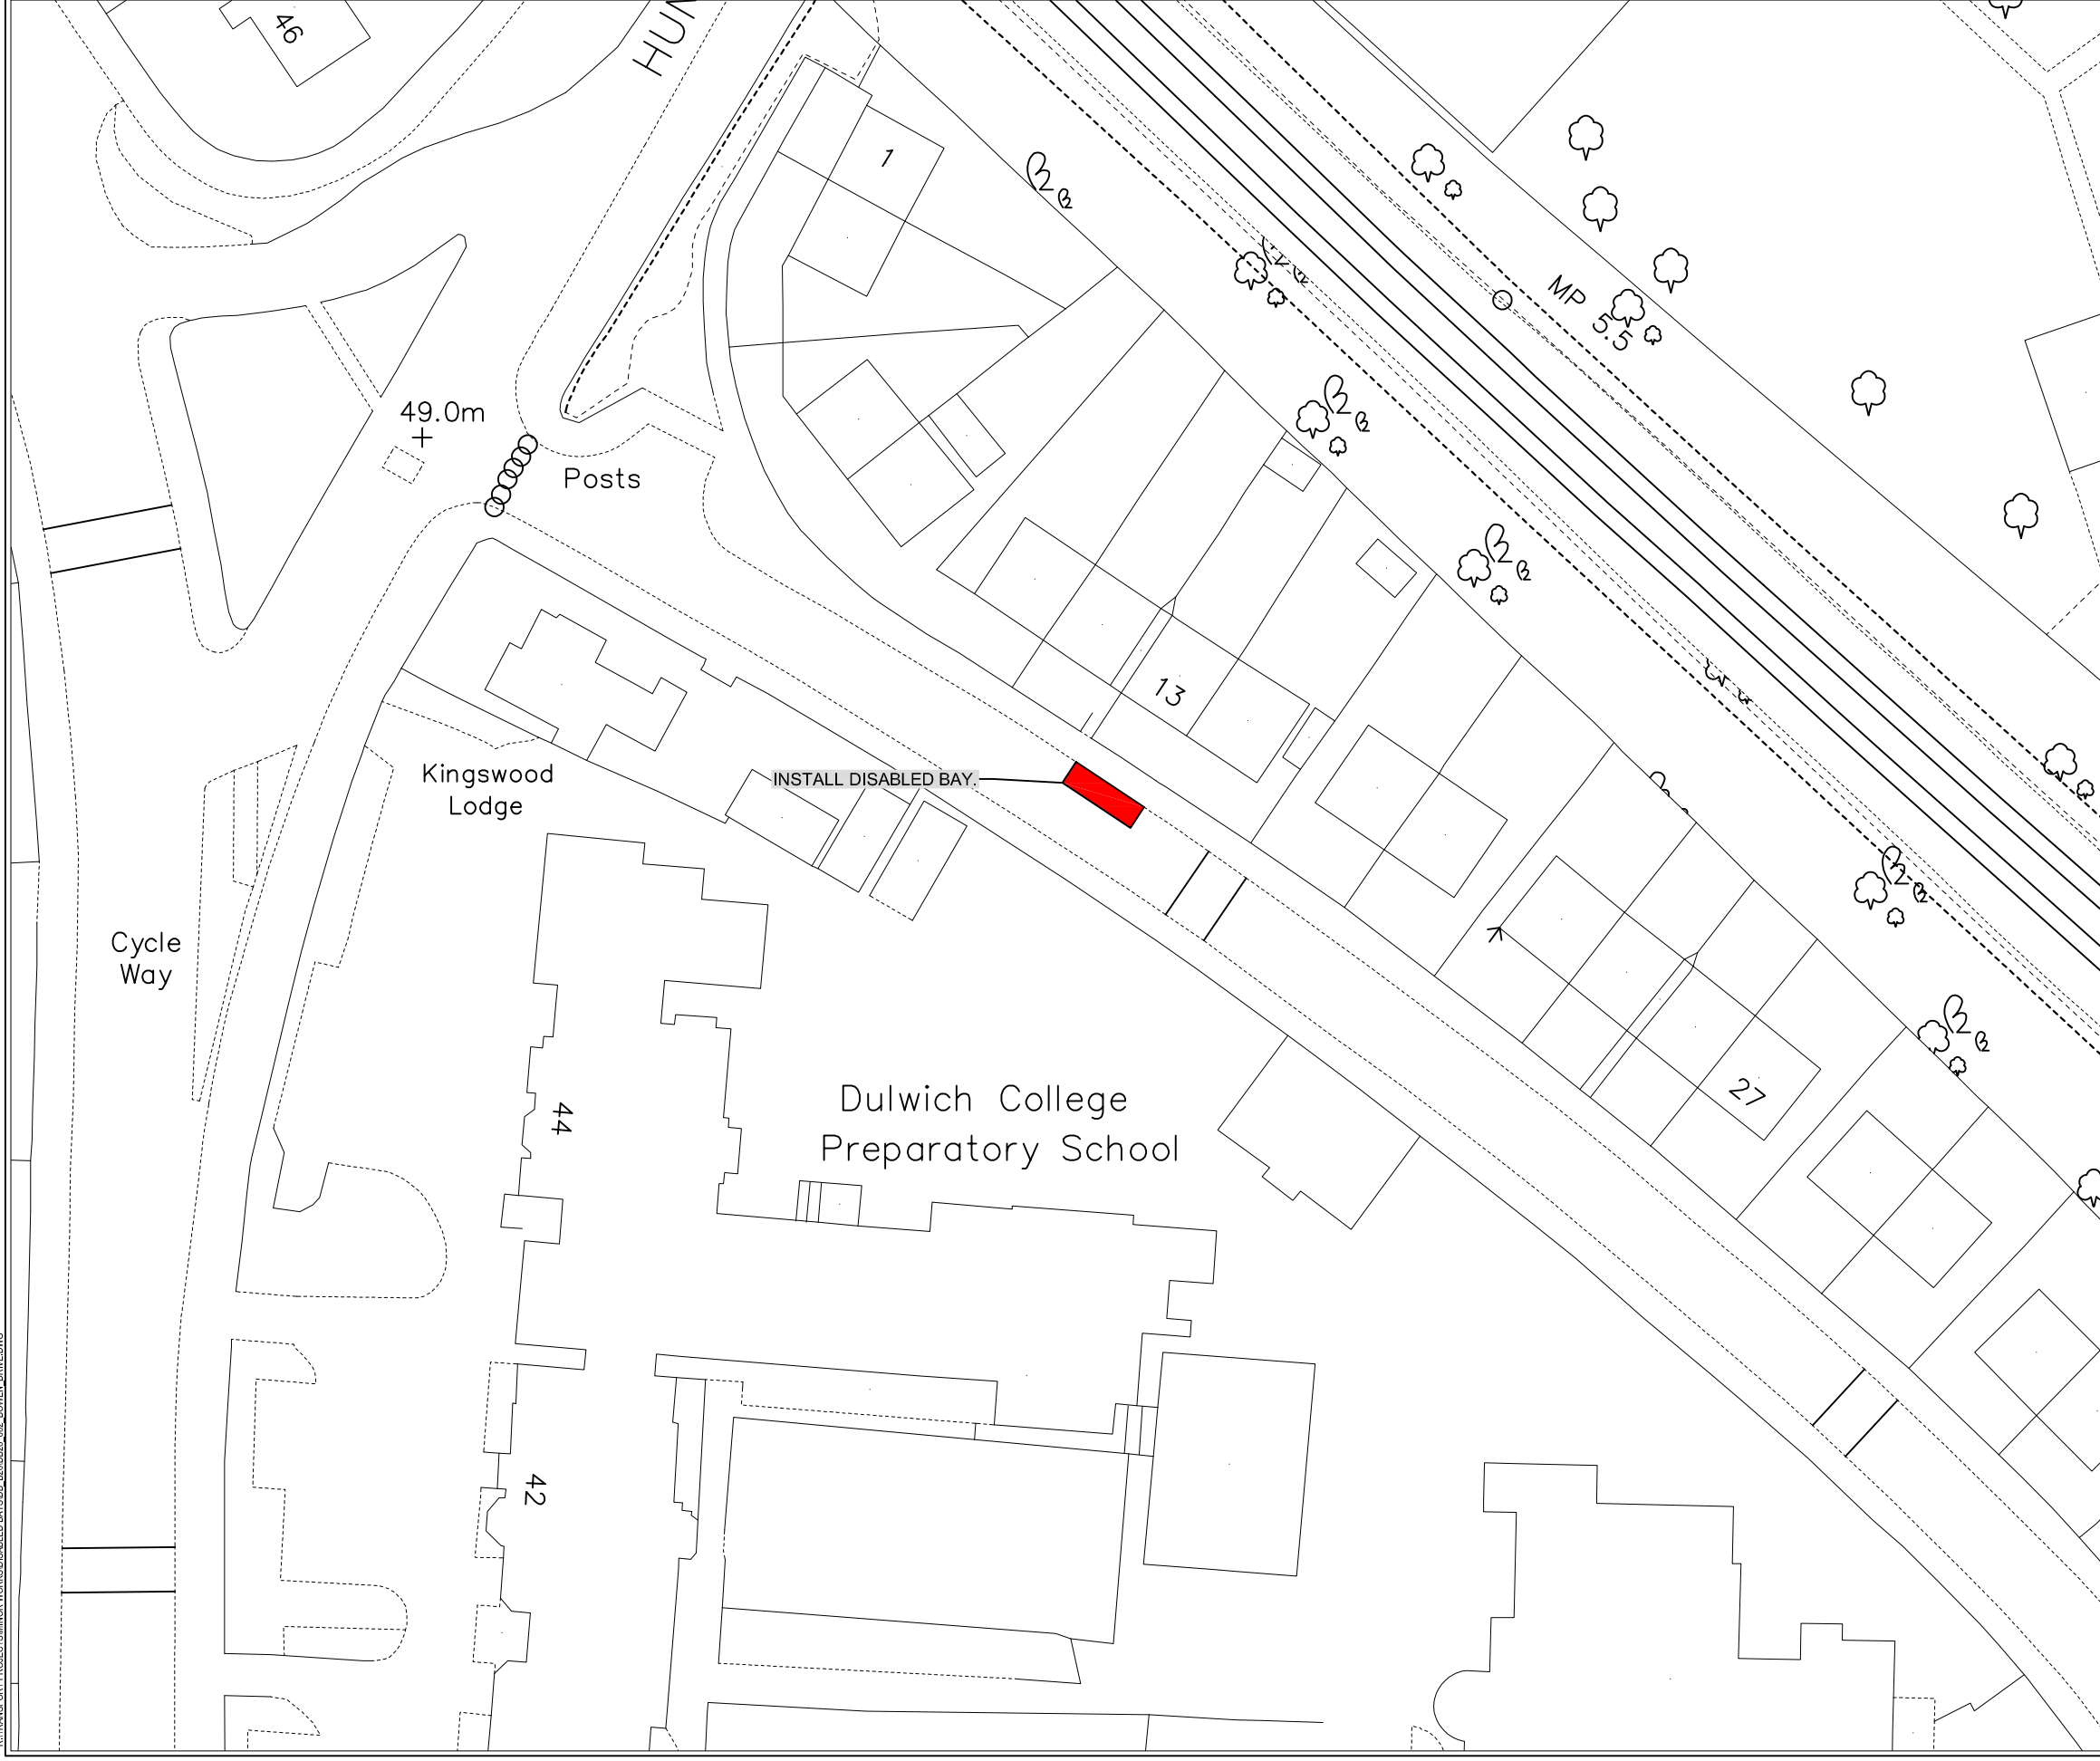 46
HUN
1
MP 5.5
49.0m
Posts
13
Kingswood
Lodge
INSTALL DISABLED BAY.
Cycle
Way
44
Dulwich College
Preparatory School
27
42